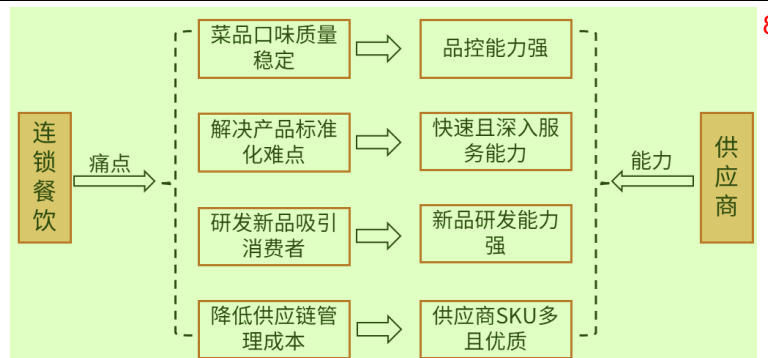 连
锁
餐
饮
痛点
菜品口味质量
稳定
品控能力强
解决产品标准
化难点
快速且深入服
务能力
研发新品吸引
消费者
新品研发能力
强
降低供应链管
理成本
供应商SKU多
且优质
能力
供
应
商